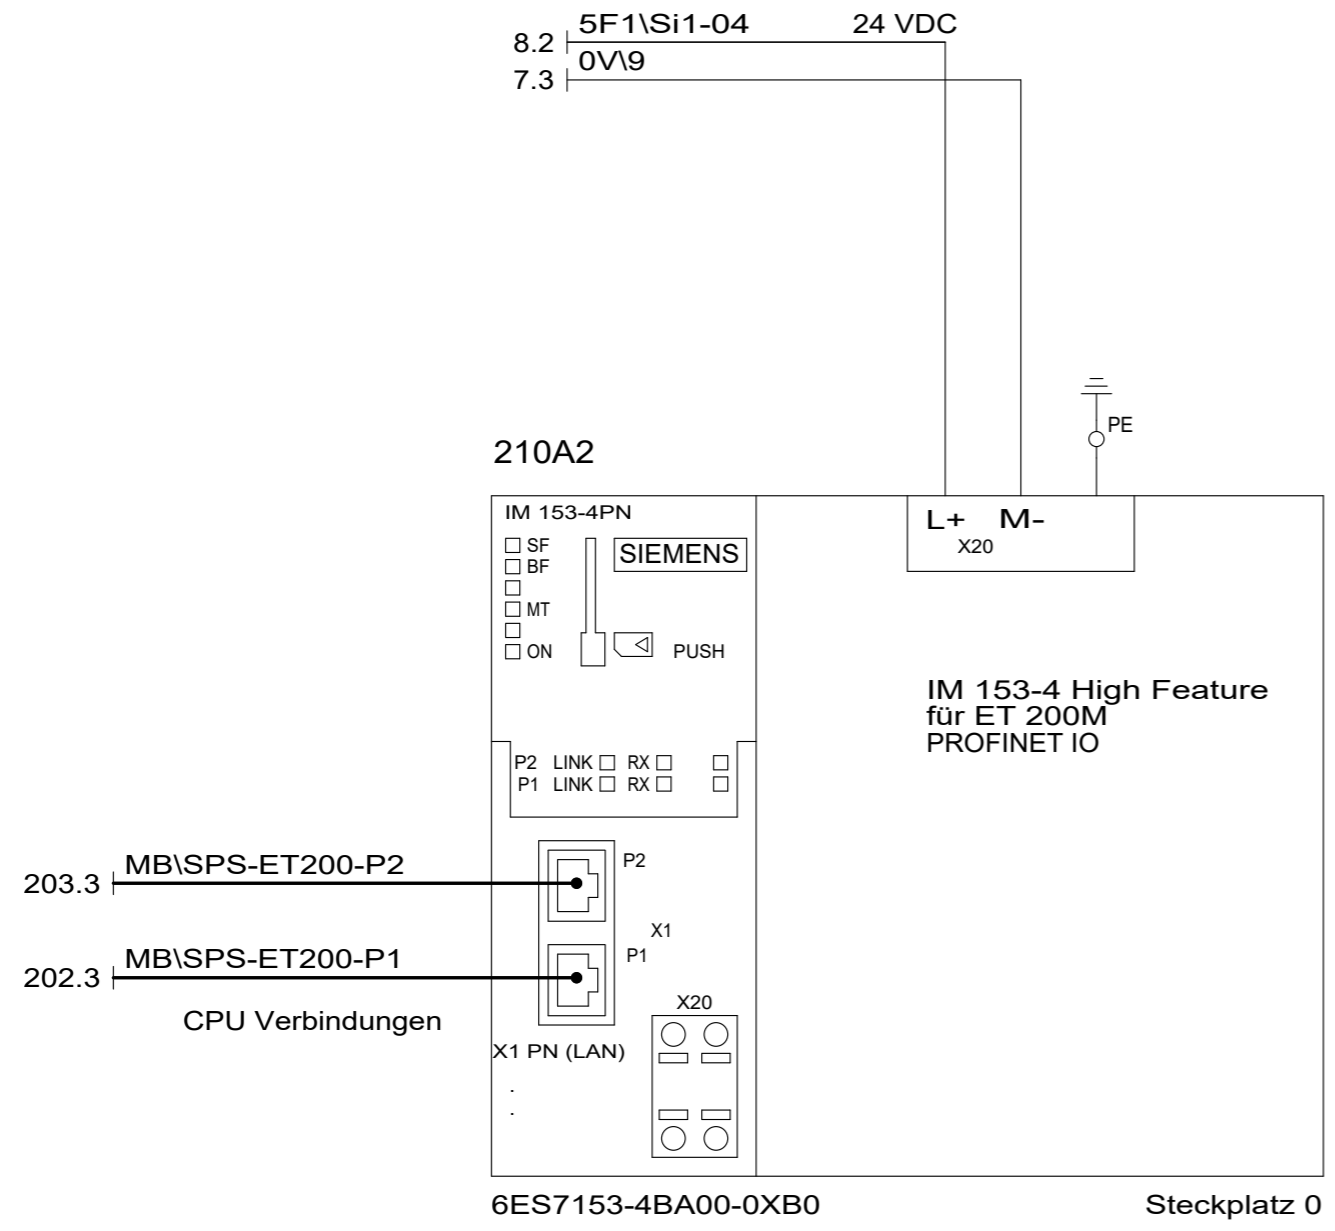 5F1\Si1-04 24 VDC
8.2
0V\9
7.3
PE
210A2
IM 153-4PN
L+ M-
X20
SF
SIEMENS
BF
MT
ON
PUSH
IM 153-4 High Feature
für ET 200M
PROFINET IO
P2 LINK RX
P1 LINK RX
MB\SPS-ET200-P2
P2
203.3
X1
MB\SPS-ET200-P1
P1
202.3
X20
CPU Verbindungen
X1 PN (LAN)
.
.
6ES7153-4BA00-0XB0
Steckplatz 0